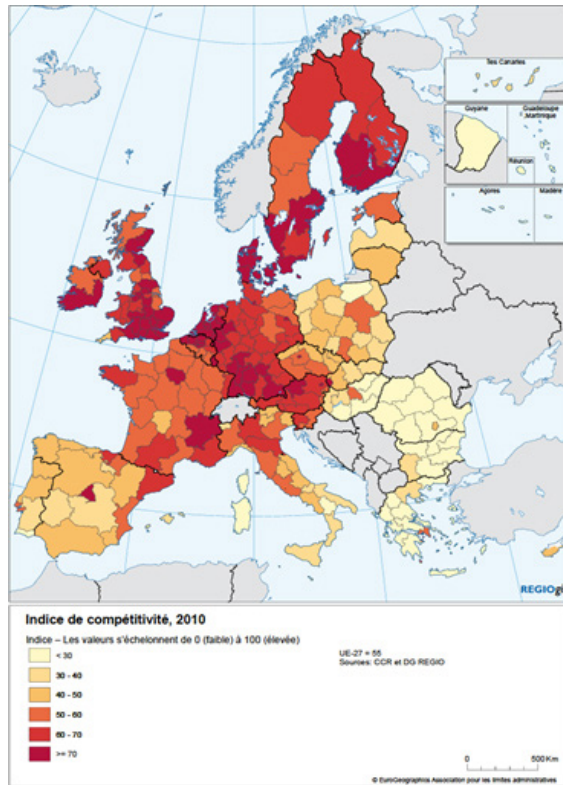 Îles Canaries
Guyane
Guadeloupe
Martinique
Réunion
Açores
Madère
REGIOgi
Indice de compétitivité, 2010
Indice – Les valeurs s'échelonnent de 0 (faible) à 100 (élevée)
< 30
30 - 40
40 - 50
50 - 60
60 - 70
>= 70
UE-27 = 55
Sources: CCR et DG REGIO
0
500 Km
© EuroGeographics Association pour les limites administratives